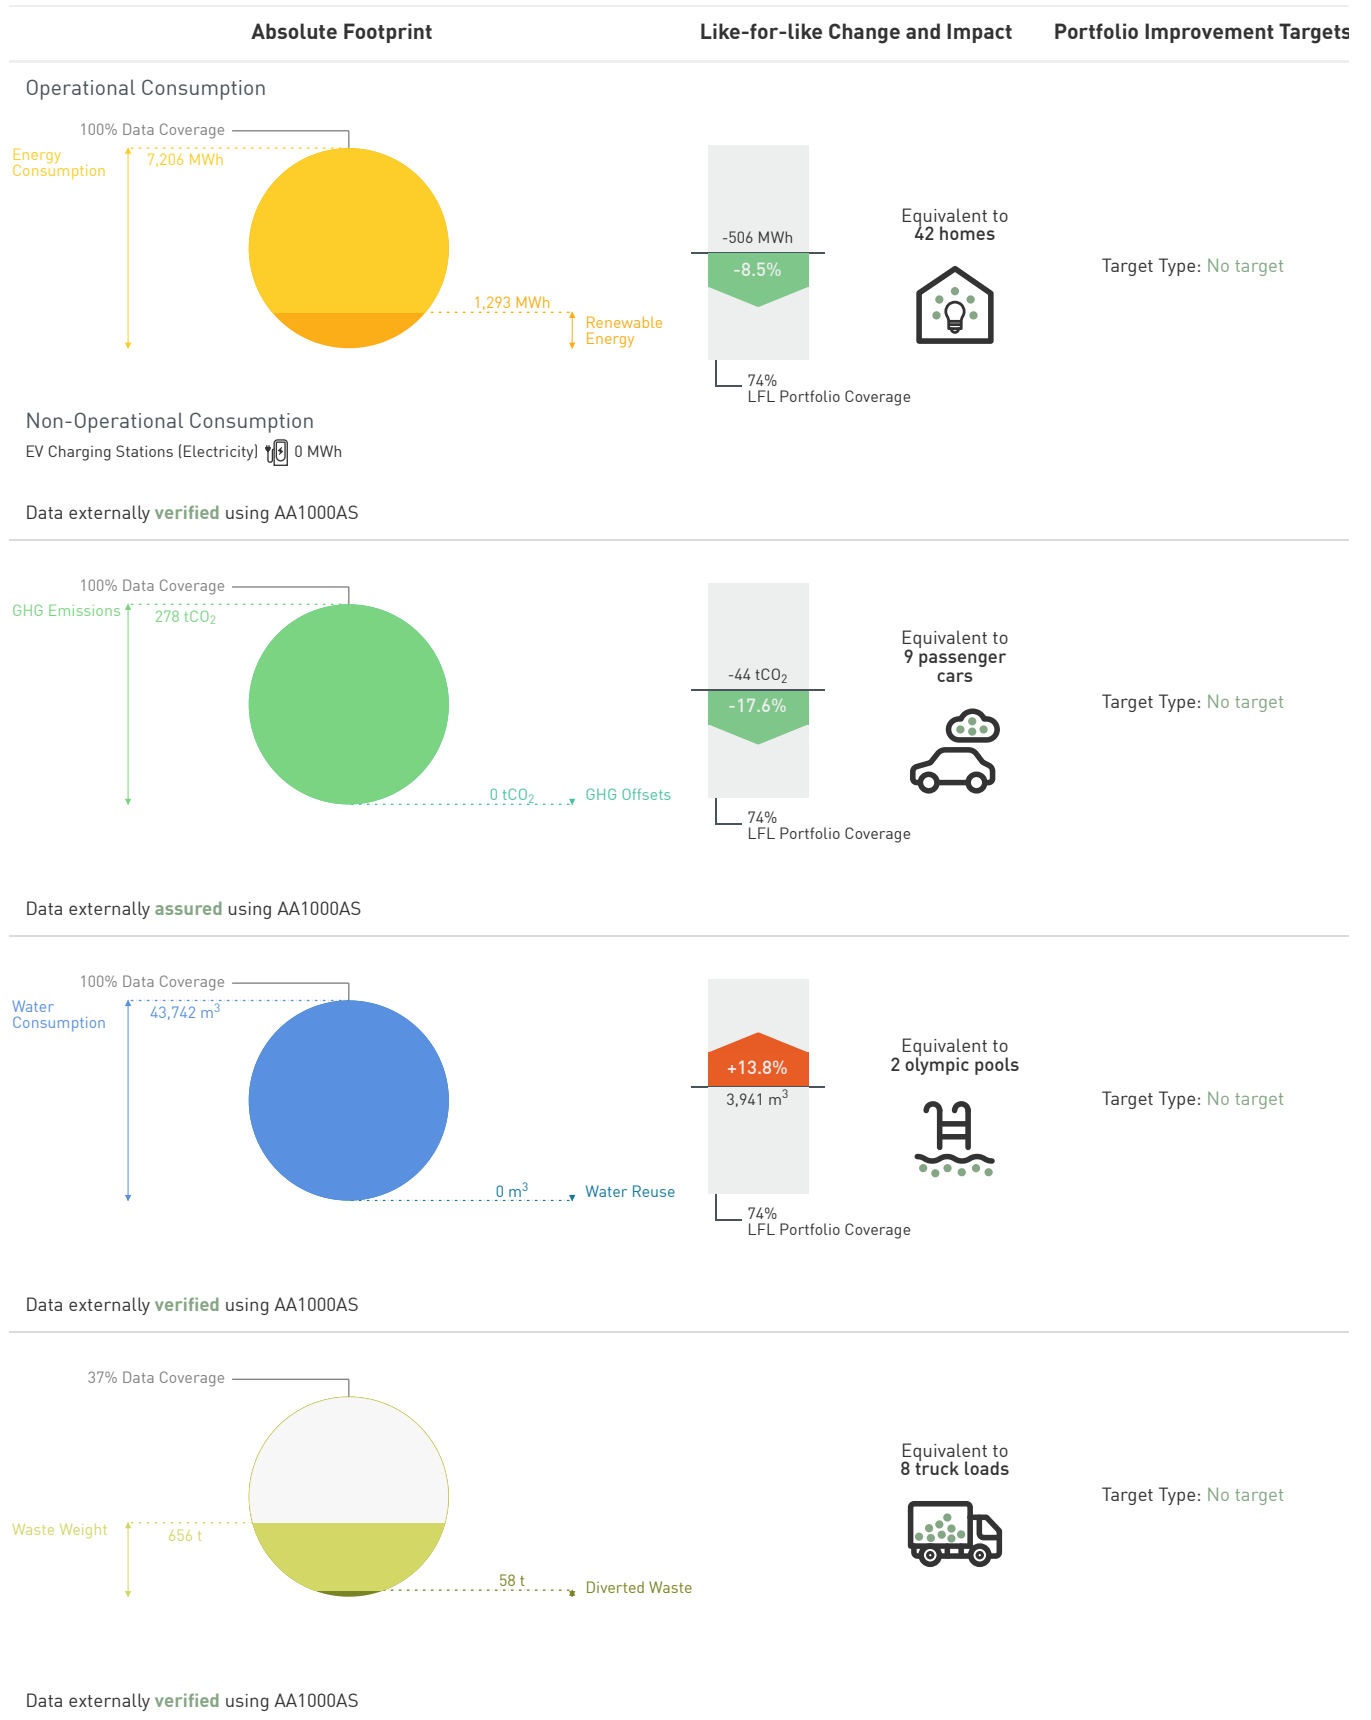 Absolute Footprint
Like-for-like Change and Impact
Portfolio Improvement Targets
Operational Consumption
100% Data Coverage
Energy
Consumption
7,206 MWh
1,293 MWh
Renewable
Energy
-506 MWh
-8.5%
74%
LFL Portfolio Coverage
Equivalent to
42 homes
Target Type: No target
Non-Operational Consumption
EV Charging Stations (Electricity) 0 MWh
Data externally verified using AA1000AS
100% Data Coverage
GHG Emissions
278 tCO₂
0 tCO₂
GHG Offsets
-44 tCO₂
-17.6%
74%
LFL Portfolio Coverage
Equivalent to
9 passenger
cars
Target Type: No target
Data externally assured using AA1000AS
100% Data Coverage
Water
Consumption
43,742 m³
0 m³
Water Reuse
+13.8%
3,941 m³
74%
LFL Portfolio Coverage
Equivalent to
2 olympic pools
Target Type: No target
Data externally verified using AA1000AS
37% Data Coverage
Waste Weight
656 t
58 t
Diverted Waste
Equivalent to
8 truck loads
Target Type: No target
Data externally verified using AA1000AS